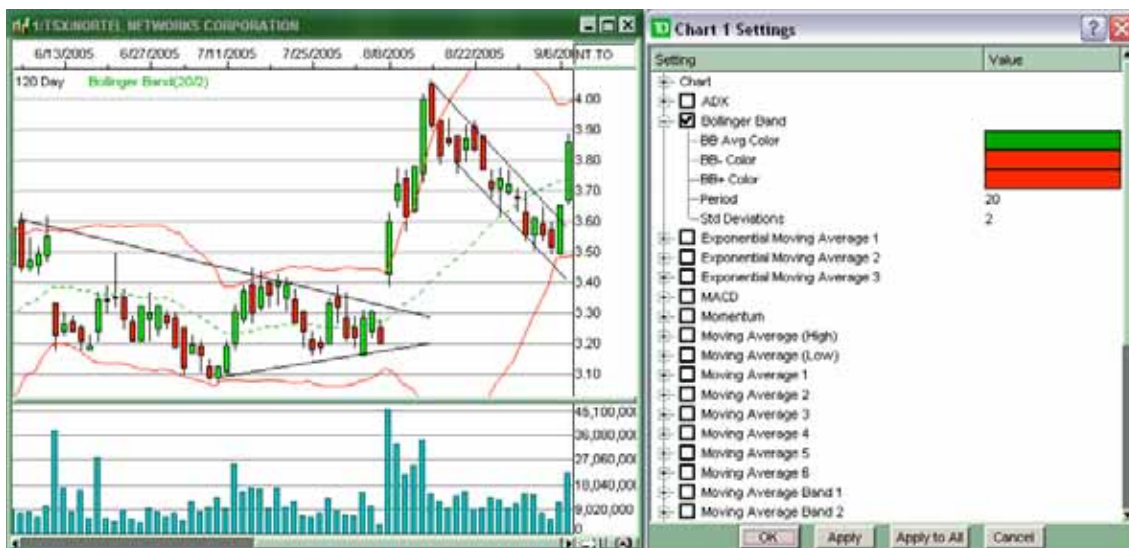 1/TSX/NORTEL NETWORKS CORPORATION
6/13/2005 6/27/2005 7/11/2005 7/25/2005 8/8/2005 8/22/2005 9/6/20 NT TO
120 Day Bollinger Band(20/2)
4.00
3.90
3.80
3.70
3.60
3.50
3.40
3.30
3.20
3.10
45,100,00
36,080,00
27,060,00
18,040,00
9,020,000
0
Chart 1 Settings
Setting Value
Chart
ADX
Bollinger Band
BB Avg Color
BB- Color
BB+ Color
Period 20
Std Deviations 2
Exponential Moving Average 1
Exponential Moving Average 2
Exponential Moving Average 3
MACD
Momentum
Moving Average (High)
Moving Average (Low)
Moving Average 1
Moving Average 2
Moving Average 3
Moving Average 4
Moving Average 5
Moving Average 6
Moving Average Band 1
Moving Average Band 2
OK Apply Apply to All Cancel